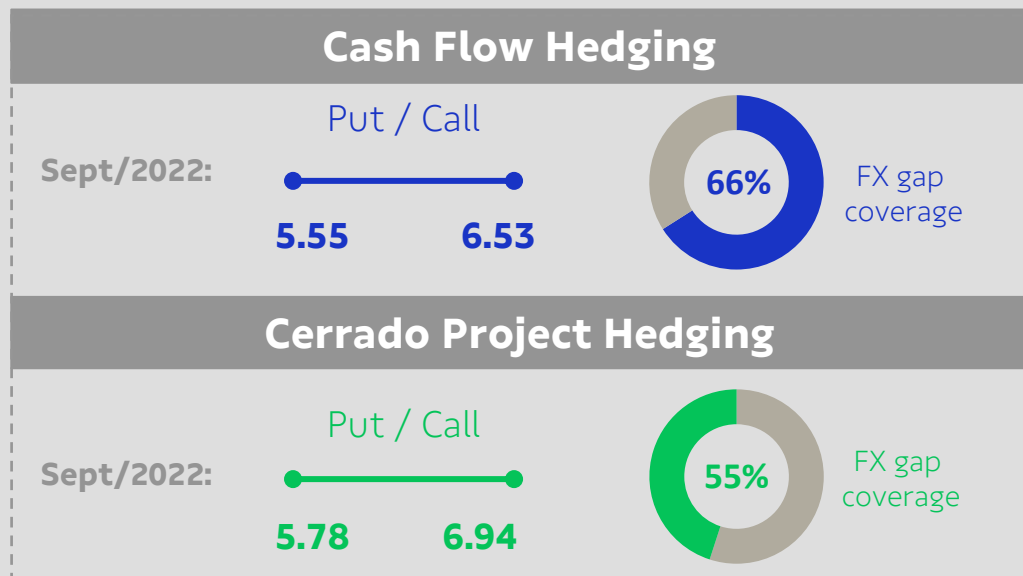 Cash Flow Hedging
Put / Call
Sept/2022:
5.55 6.53
66%
FX gap
coverage
Cerrado Project Hedging
Put / Call
Sept/2022:
5.78 6.94
55%
FX gap
coverage